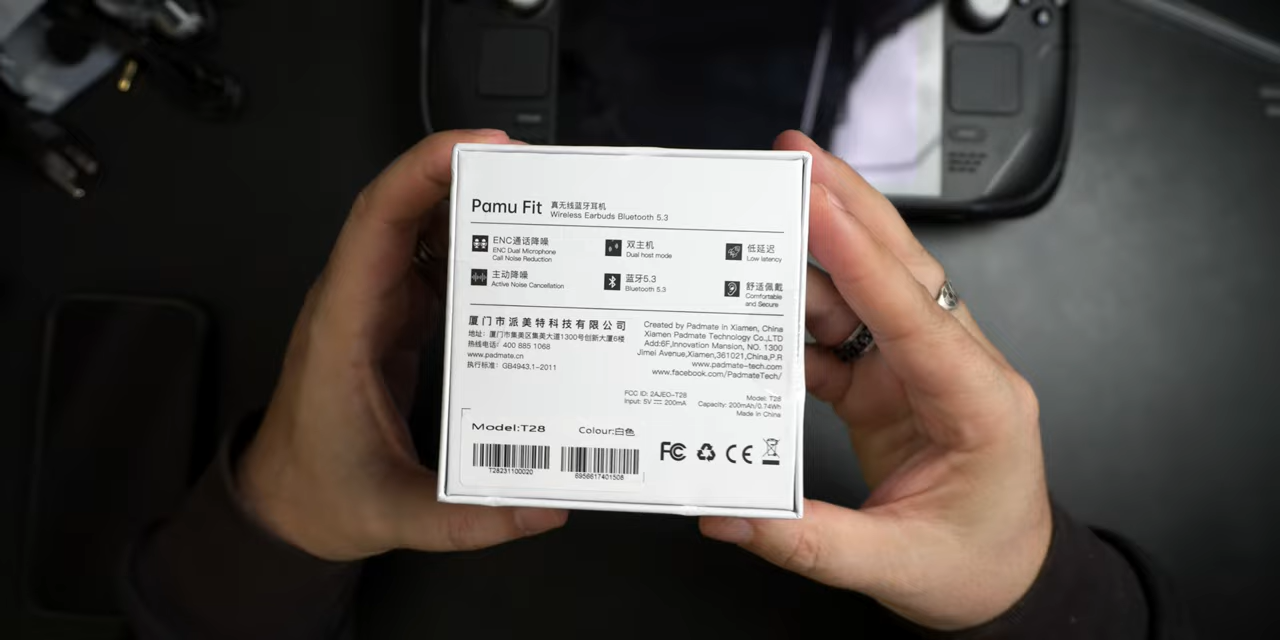 Pamu Fit
真无线蓝牙耳机
Wireless Earbuds Bluetooth 5.3
ENC通话降噪
ENC Dual Microphone
Call Noise Reduction
双主机
Dual host mode
低延迟
Low latency
主动降噪
Active Noise Cancellation
蓝牙5.3
Bluetooth 5.3
舒适佩戴
Comfortable
and Secure
厦门市派美特科技有限公司
地址：厦门市集美区集美大道1300号创新大厦6楼
热线电话：400 885 1068
www.padmate.cn
执行标准：GB4943.1-2011
Created by Padmate in Xiamen, China
Xiamen Padmate Technology Co.,LTD
Add:6F,Innovation Mansion, NO. 1300
Jimei Avenue,Xiamen,361021,China,P.R
www.padmate-tech.com
www.facebook.com/PadmateTech/
FCC ID: 2AJEO-T28
Input: 5V 200mA
Model: T28
Capacity: 200mAh/0.74Wh
Made in China
Model:T28
Colour:白色
T28231100020
6956617401508
FC
CE